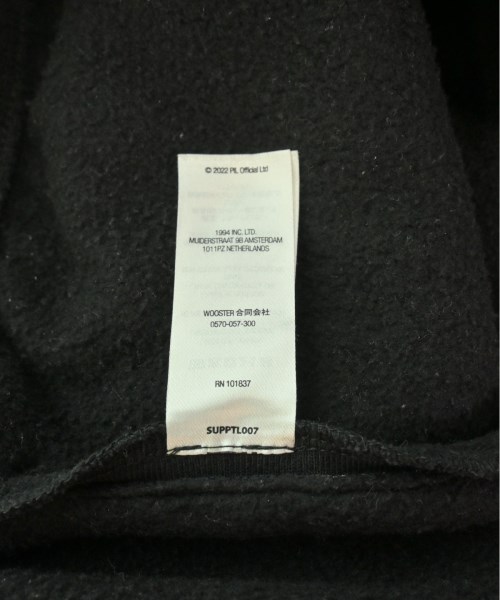 © 2022 PiL Official Ltd
1994 INC. LTD.
MUIDERSTRAAT 9B AMSTERDAM
1011PZ NETHERLANDS
WOOSTER 合同会社
0570-057-300
RN 101837
SUPPTL007